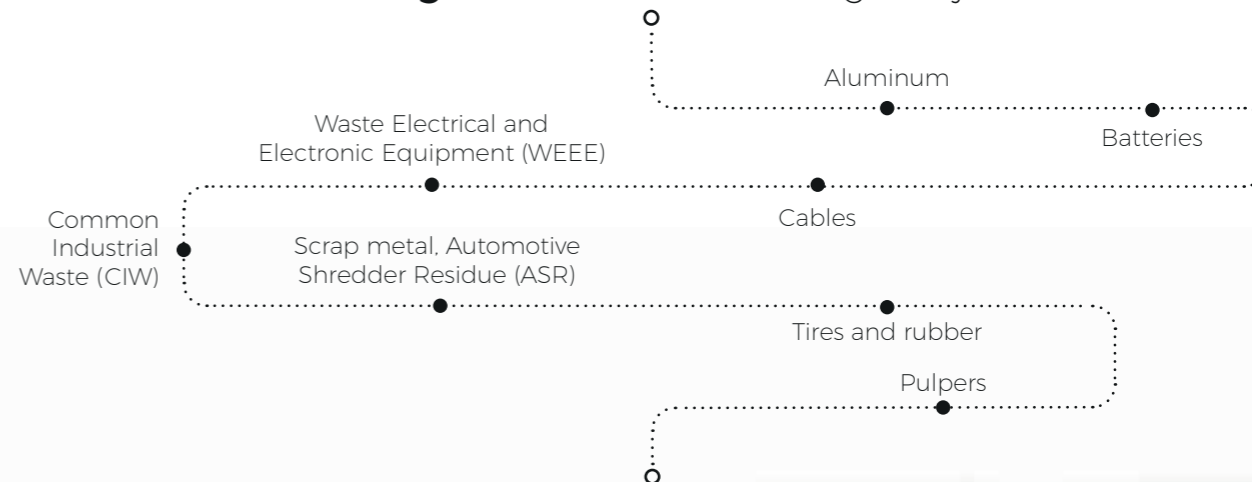 Aluminum
Batteries
Waste Electrical and
Electronic Equipment (WEEE)
Cables
Common
Industrial
Waste (CIW)
Scrap metal, Automotive
Shredder Residue (ASR)
Tires and rubber
Pulpers